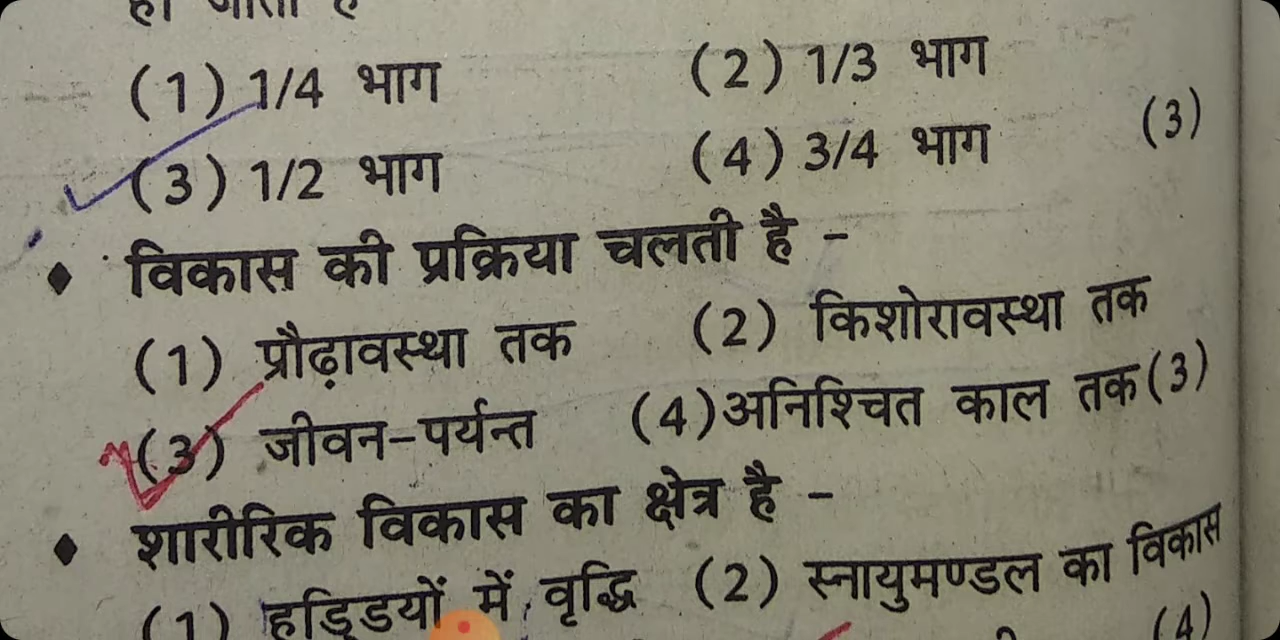 हो जाता है
(1) 1/4 भाग (2) 1/3 भाग
(3) 1/2 भाग (4) 3/4 भाग (3)
♦ विकास की प्रक्रिया चलती है -
(1) प्रौढ़ावस्था तक (2) किशोरावस्था तक
(3) जीवन-पर्यन्त (4) अनिश्चित काल तक (3)
♦ शारीरिक विकास का क्षेत्र है -
(1) हड्डियों में वृद्धि (2) स्नायुमण्डल का विकास
(4)